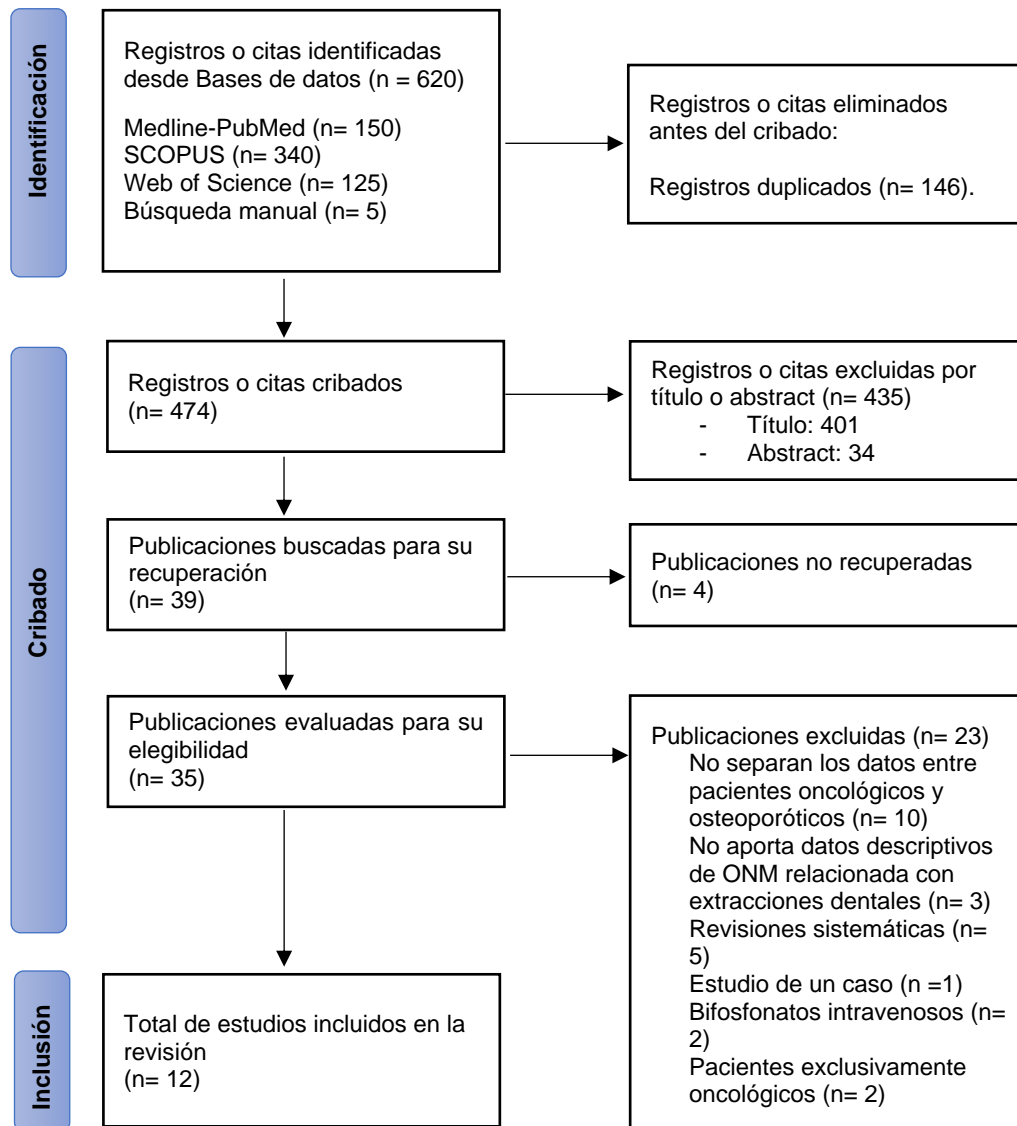 Identificación
Registros o citas identificadas
desde Bases de datos (n = 620)
Medline-PubMed (n= 150)
SCOPUS (n= 340)
Web of Science (n= 125)
Búsqueda manual (n= 5)
Registros o citas eliminados
antes del cribado:
Registros duplicados (n= 146).
Cribado
Registros o citas cribados
(n= 474)
Registros o citas excluidas por
título o abstract (n= 435)
- Título: 401
- Abstract: 34
Publicaciones buscadas para su
recuperación
(n= 39)
Publicaciones no recuperadas
(n= 4)
Publicaciones evaluadas para su
elegibilidad
(n= 35)
Publicaciones excluidas (n= 23)
No separan los datos entre
pacientes oncológicos y
osteoporóticos (n= 10)
No aporta datos descriptivos
de ONM relacionada con
extracciones dentales (n= 3)
Revisiones sistemáticas (n=
5)
Estudio de un caso (n =1)
Bifosfonatos intravenosos (n=
2)
Pacientes exclusivamente
oncológicos (n= 2)
Inclusión
Total de estudios incluidos en la
revisión
(n= 12)